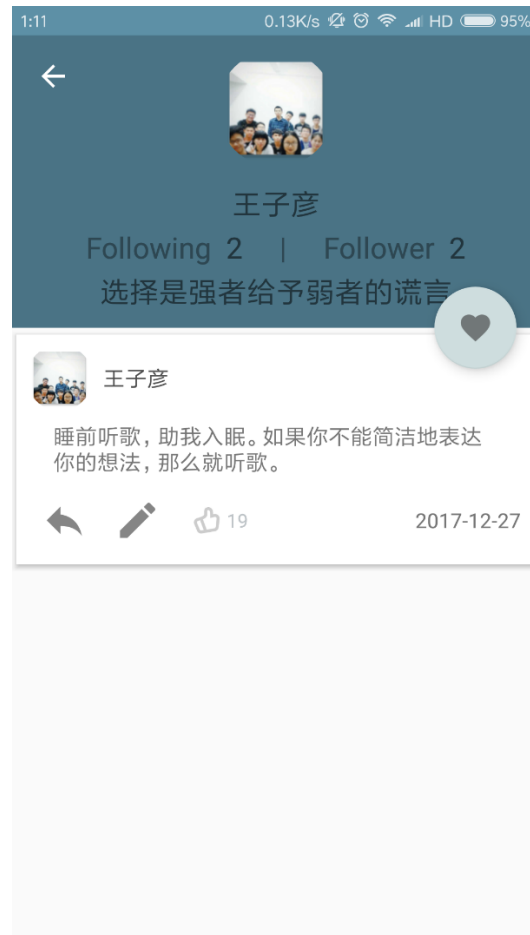 1:11 0.13K/s HD 95%
王子彦
Following 2 | Follower 2
选择是强者给予弱者的谎言
王子彦
睡前听歌，助我入眠。如果你不能简洁地表达
你的想法，那么就听歌。
19 2017-12-27